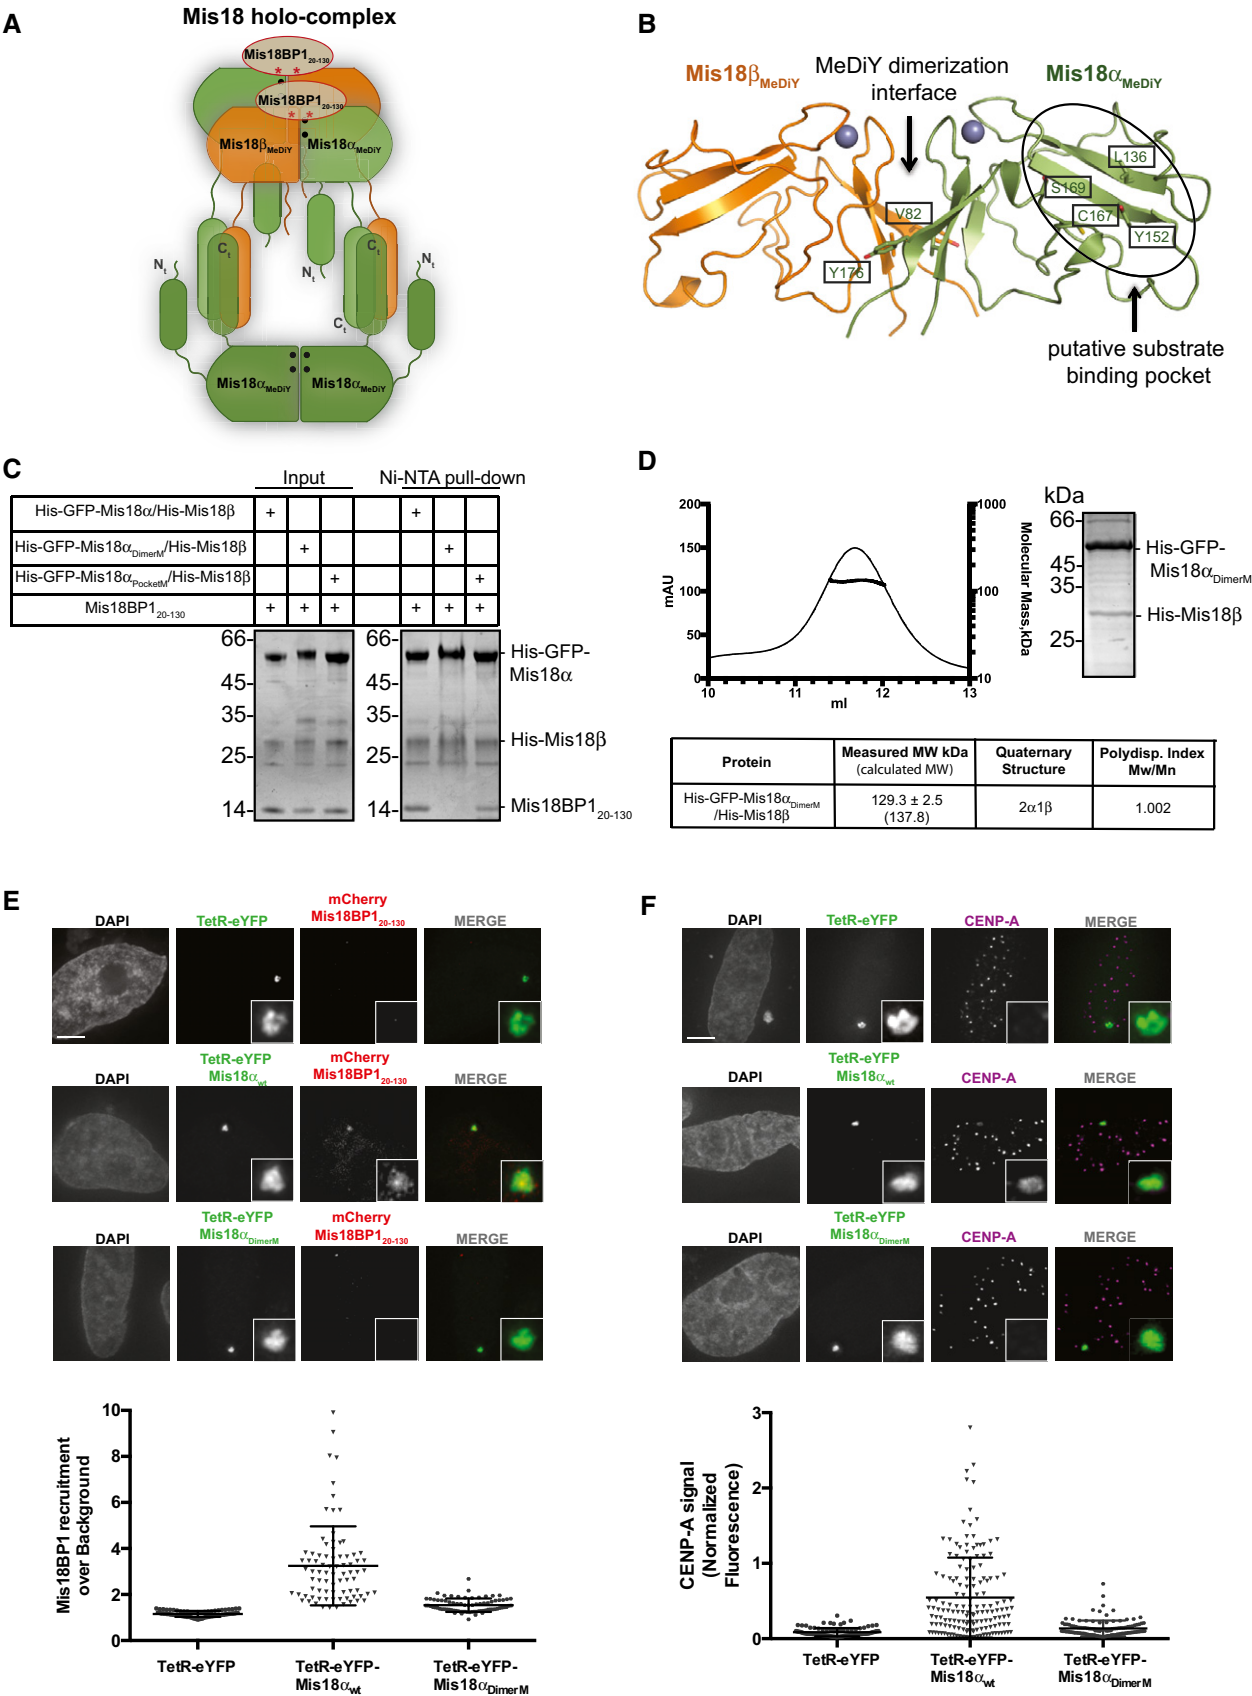 A
Mis18 holo-complex
Mis18BP1 20-130
* *
Mis18BP1 20-130
* *
Mis18β MeDiY
Mis18α MeDiY
Ct
Ct
Nt
Nt
Nt
Ct
Mis18α MeDiY
Mis18α MeDiY
B
Mis18β MeDiY
MeDiY dimerization
interface
Mis18α MeDiY
L136
S169
V82
C167
Y152
Y176
putative substrate
binding pocket
C
Input
Ni-NTA pull-down
His-GFP-Mis18α/His-Mis18β + +
His-GFP-Mis18α DimerM/His-Mis18β + +
His-GFP-Mis18α PocketM/His-Mis18β + +
Mis18BP1 20-130 + + + + + +
66-
45-
35-
25-
14-
66-
45-
35-
25-
14-
His-GFP-
Mis18α
His-Mis18β
Mis18BP1 20-130
D
200
150
100
50
0
mAU
10
11
12
13
ml
1000
100
10
Molecular Mass,kDa
kDa
66-
45-
35-
25-
His-GFP-
Mis18α DimerM
His-Mis18β
Protein
Measured MW kDa
(calculated MW)
Quaternary
Structure
Polydisp. Index
Mw/Mn
His-GFP-Mis18α DimerM
/His-Mis18β
129.3 ± 2.5
(137.8)
2α1β
1.002
E
DAPI
TetR-eYFP
mCherry
Mis18BP1 20-130
MERGE
DAPI
TetR-eYFP
Mis18α wt
mCherry
Mis18BP1 20-130
MERGE
DAPI
TetR-eYFP
Mis18α DimerM
mCherry
Mis18BP1 20-130
MERGE
Mis18BP1 recruitment
over Background
10
8
6
4
2
0
TetR-eYFP
TetR-eYFP-
Mis18α wt
TetR-eYFP-
Mis18α DimerM
F
DAPI
TetR-eYFP
CENP-A
MERGE
DAPI
TetR-eYFP
Mis18α wt
CENP-A
MERGE
DAPI
TetR-eYFP
Mis18α DimerM
CENP-A
MERGE
CENP-A signal
(Normalized
Fluorescence)
3
2
1
0
TetR-eYFP
TetR-eYFP-
Mis18α wt
TetR-eYFP-
Mis18α DimerM